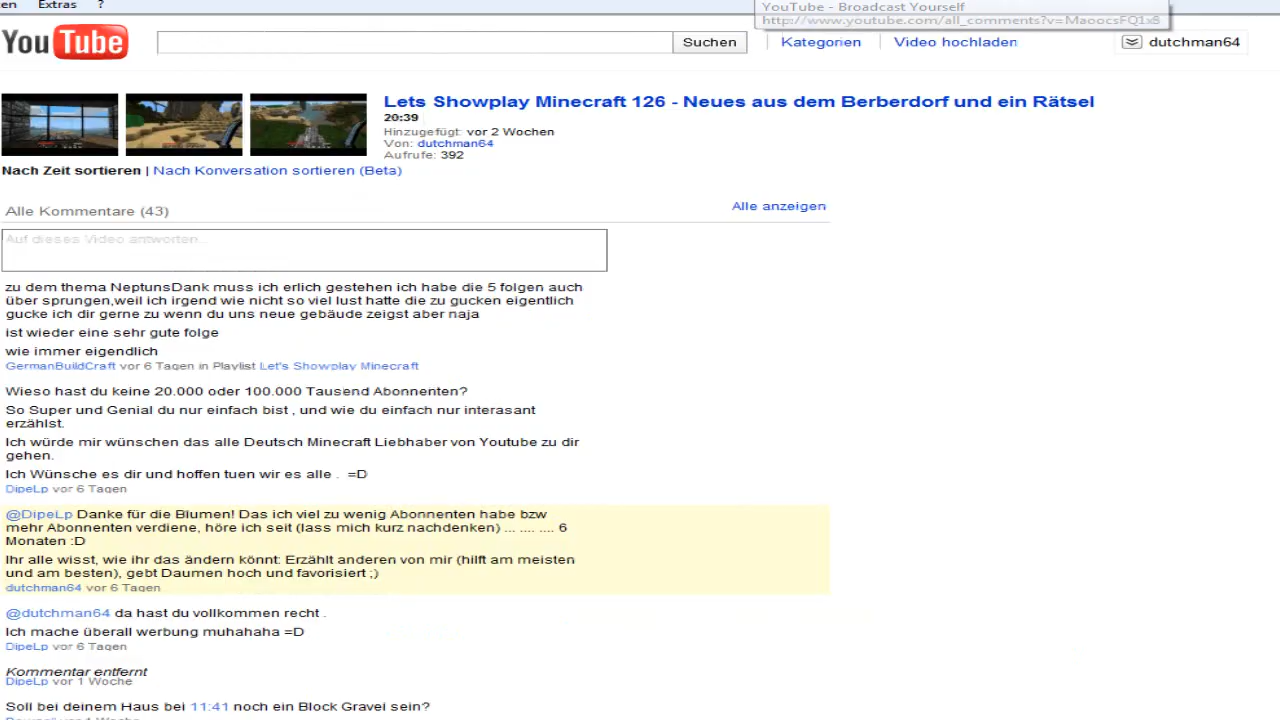 en Extras ?
YouTube - Broadcast Yourself
http://www.youtube.com/all_comments?v=MaoocsFQ1x8
YouTube Suchen Kategorien Video hochladen dutchman64
Lets Showplay Minecraft 126 - Neues aus dem Berberdorf und ein Rätsel
20:39
Hinzugefügt: vor 2 Wochen
Von: dutchman64
Aufrufe: 392
Nach Zeit sortieren | Nach Konversation sortieren (Beta)
Alle Kommentare (43) Alle anzeigen
Auf dieses Video antworten...
zu dem thema NeptunsDank muss ich erlich gestehen ich habe die 5 folgen auch
über sprungen,weil ich irgend wie nicht so viel lust hatte die zu gucken eigentlich
gucke ich dir gerne zu wenn du uns neue gebäude zeigst aber naja
ist wieder eine sehr gute folge
wie immer eigendlich
GermanBuildCraft vor 6 Tagen in Playlist Let's Showplay Minecraft
Wieso hast du keine 20.000 oder 100.000 Tausend Abonnenten?
So Super und Genial du nur einfach bist , und wie du einfach nur interasant
erzählst.
Ich würde mir wünschen das alle Deutsch Minecraft Liebhaber von Youtube zu dir
gehen.
Ich Wünsche es dir und hoffen tuen wir es alle . =D
DipeLp vor 6 Tagen
@DipeLp Danke für die Blumen! Das ich viel zu wenig Abonnenten habe bzw
mehr Abonnenten verdiene, höre ich seit (lass mich kurz nachdenken) ... .... .... 6
Monaten :D
Ihr alle wisst, wie ihr das ändern könnt: Erzählt anderen von mir (hilft am meisten
und am besten), gebt Daumen hoch und favorisiert ;)
dutchman64 vor 6 Tagen
@dutchman64 da hast du vollkommen recht .
Ich mache überall werbung muhahaha =D
DipeLp vor 6 Tagen
Kommentar entfernt
DipeLp vor 1 Woche
Soll bei deinem Haus bei 11:41 noch ein Block Gravel sein?